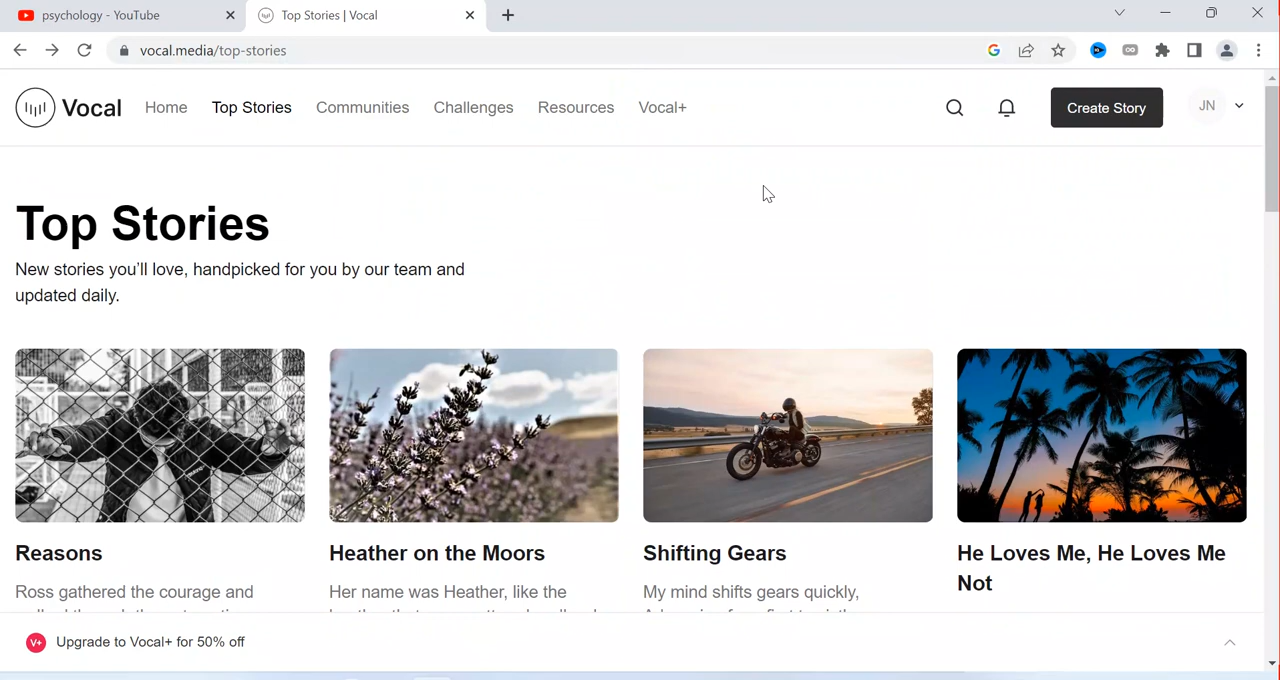 psychology - YouTube
Top Stories | Vocal
vocal.media/top-stories
Vocal
Home
Top Stories
Communities
Challenges
Resources
Vocal+
Create Story
JN
Top Stories
New stories you'll love, handpicked for you by our team and
updated daily.
Reasons
Heather on the Moors
Shifting Gears
He Loves Me, He Loves Me
Not
Ross gathered the courage and
Her name was Heather, like the
My mind shifts gears quickly,
V+
Upgrade to Vocal+ for 50% off